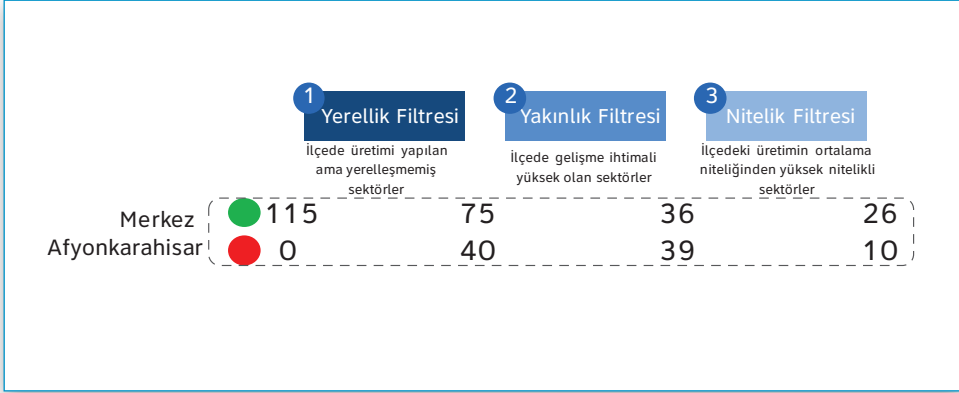 1
Yerellik Filtresi
İlçede üretimi yapılan
ama yerelleşmemiş
sektörler
2
Yakınlık Filtresi
İlçede gelişme ihtimali
yüksek olan sektörler
3
Nitelik Filtresi
İlçedeki üretimin ortalama
niteliğinden yüksek nitelikli
sektörler
Merkez
Afyonkarahisar
115 75 36 26
0 40 39 10